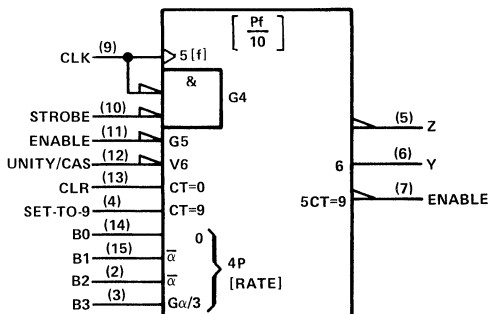 [Pf/10]
CLK (9) 5 [f]
&
G4
STROBE (10)
ENABLE (11) G5
UNITY/CAS (12) V6
CLR (13) CT=0
SET-TO-9 (4) CT=9
B0 (14) 0
B1 (15) α
B2 (2) α
B3 (3) Gα/3
4P
[RATE]
(5) Z
6 (6) Y
5CT=9 (7) ENABLE